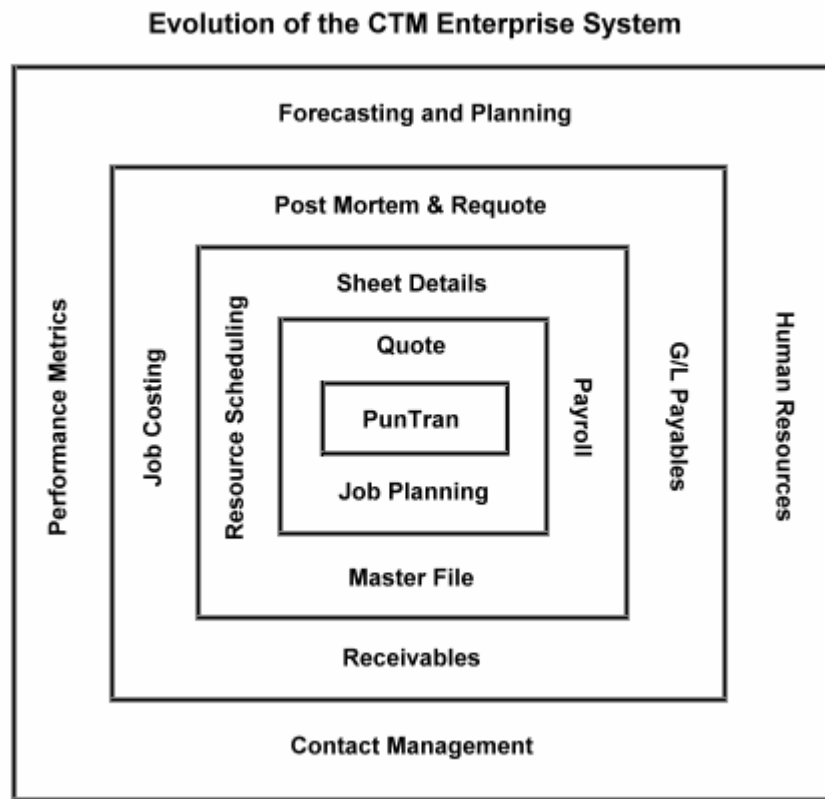 Evolution of the CTM Enterprise System
Forecasting and Planning
Post Mortem & Requote
Sheet Details
Quote
PunTran
Job Planning
Master File
Receivables
Contact Management
Performance Metrics
Job Costing
Resource Scheduling
Payroll
G/L Payables
Human Resources